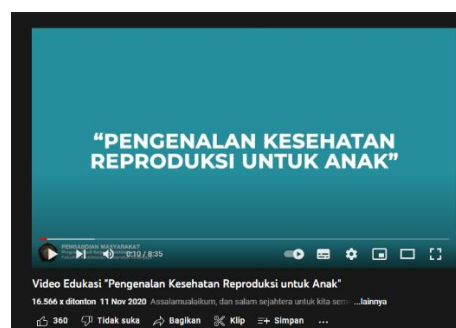 “PENGENALAN KESEHATAN
REPRODUKSI UNTUK ANAK”
PENGABDIAN MASYARAKAT
0:10 / 8:35
Video Edukasi "Pengenalan Kesehatan Reproduksi untuk Anak"
16.566 x ditonton 11 Nov 2020 Assalamualaikum, dan salam sejahtera untuk kita sem ...lainnya
360 Tidak suka Bagikan Klip Simpan ...